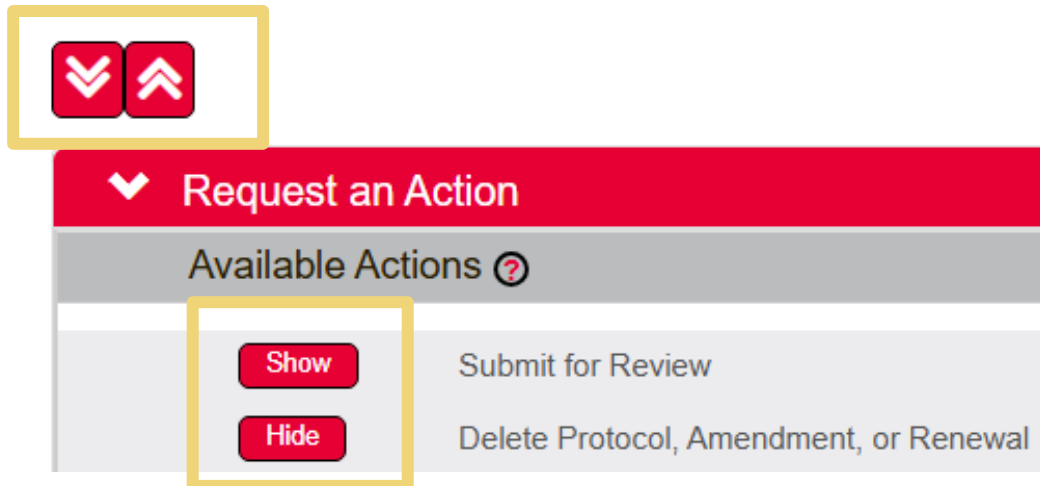 Request an Action
Available Actions ?
Show Submit for Review
Hide Delete Protocol, Amendment, or Renewal